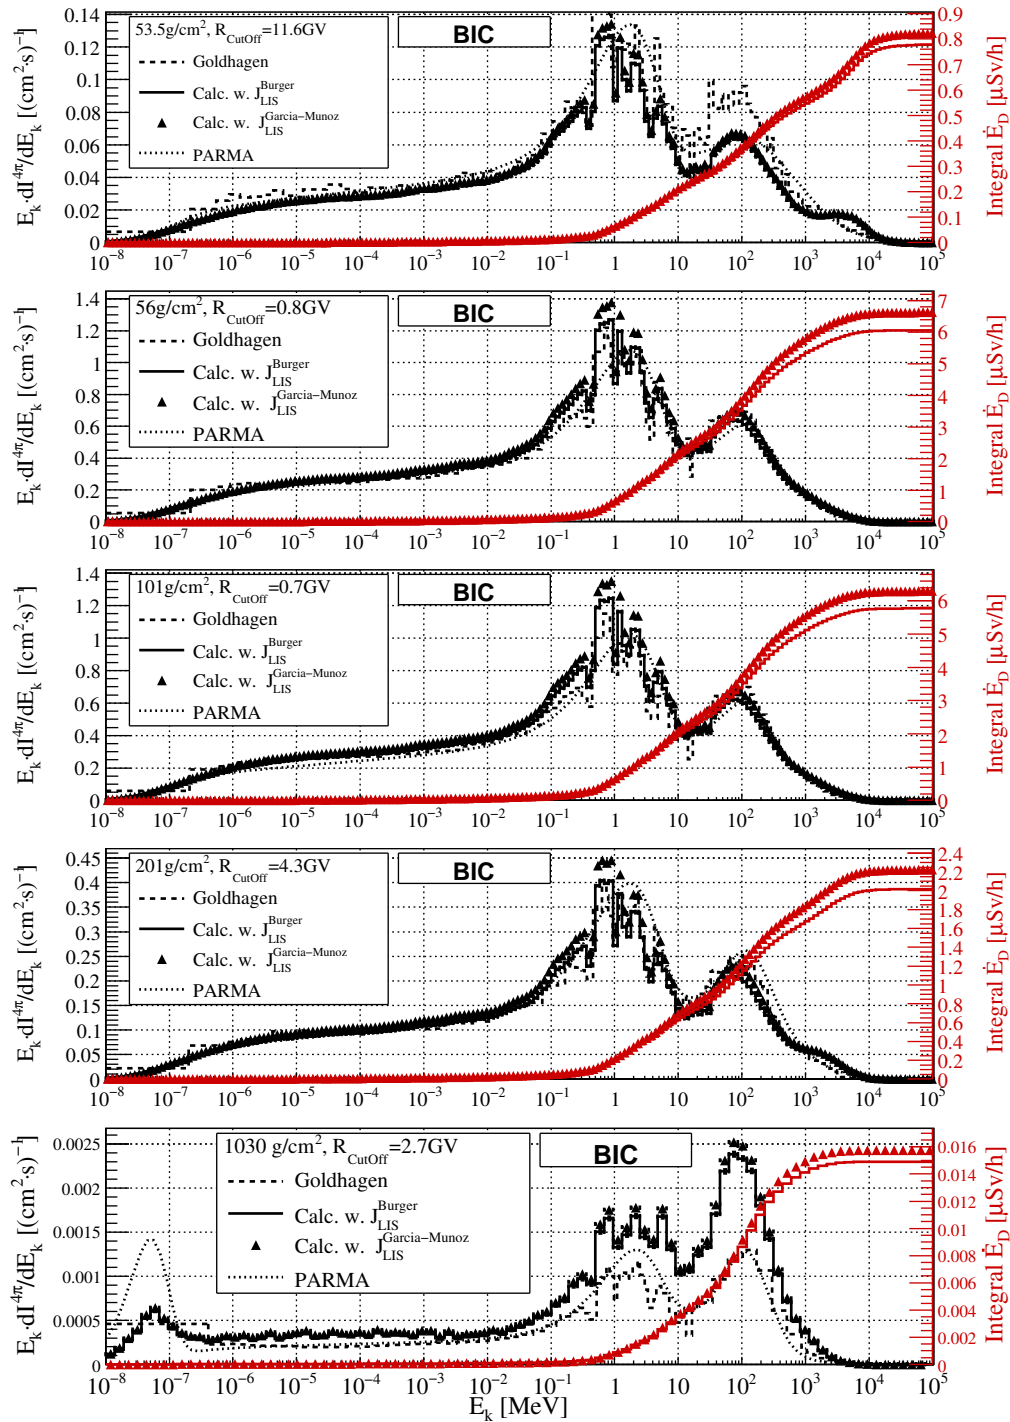 53.5g/cm², R_CutOff=11.6GV
Goldhagen
Calc. w. J_LIS^Burger
Calc. w. J_LIS^Garcia−Munoz
PARMA
BIC
E_k·dI^4π/dE_k [(cm²·s)⁻¹]
0 0.02 0.04 0.06 0.08 0.1 0.12 0.14
10⁻⁸ 10⁻⁷ 10⁻⁶ 10⁻⁵ 10⁻⁴ 10⁻³ 10⁻² 10⁻¹ 1 10 10² 10³ 10⁴ 10⁵
0 0.1 0.2 0.3 0.4 0.5 0.6 0.7 0.8 0.9
Integral Ė_D [µSv/h]
56g/cm², R_CutOff=0.8GV
Goldhagen
Calc. w. J_LIS^Burger
Calc. w. J_LIS^Garcia−Munoz
PARMA
BIC
E_k·dI^4π/dE_k [(cm²·s)⁻¹]
0 0.2 0.4 0.6 0.8 1 1.2 1.4
10⁻⁸ 10⁻⁷ 10⁻⁶ 10⁻⁵ 10⁻⁴ 10⁻³ 10⁻² 10⁻¹ 1 10 10² 10³ 10⁴ 10⁵
0 1 2 3 4 5 6 7
Integral Ė_D [µSv/h]
101g/cm², R_CutOff=0.7GV
Goldhagen
Calc. w. J_LIS^Burger
Calc. w. J_LIS^Garcia−Munoz
PARMA
BIC
E_k·dI^4π/dE_k [(cm²·s)⁻¹]
0 0.2 0.4 0.6 0.8 1 1.2 1.4
10⁻⁸ 10⁻⁷ 10⁻⁶ 10⁻⁵ 10⁻⁴ 10⁻³ 10⁻² 10⁻¹ 1 10 10² 10³ 10⁴ 10⁵
0 1 2 3 4 5 6
Integral Ė_D [µSv/h]
201g/cm², R_CutOff=4.3GV
Goldhagen
Calc. w. J_LIS^Burger
Calc. w. J_LIS^Garcia−Munoz
PARMA
BIC
E_k·dI^4π/dE_k [(cm²·s)⁻¹]
0 0.05 0.1 0.15 0.2 0.25 0.3 0.35 0.4 0.45
10⁻⁸ 10⁻⁷ 10⁻⁶ 10⁻⁵ 10⁻⁴ 10⁻³ 10⁻² 10⁻¹ 1 10 10² 10³ 10⁴ 10⁵
0 0.2 0.4 0.6 0.8 1 1.2 1.4 1.6 1.8 2 2.2 2.4
Integral Ė_D [µSv/h]
1030 g/cm², R_CutOff=2.7GV
Goldhagen
Calc. w. J_LIS^Burger
Calc. w. J_LIS^Garcia−Munoz
PARMA
BIC
E_k·dI^4π/dE_k [(cm²·s)⁻¹]
0 0.0005 0.001 0.0015 0.002 0.0025
10⁻⁸ 10⁻⁷ 10⁻⁶ 10⁻⁵ 10⁻⁴ 10⁻³ 10⁻² 10⁻¹ 1 10 10² 10³ 10⁴ 10⁵
0 0.002 0.004 0.006 0.008 0.01 0.012 0.014 0.016
Integral Ė_D [µSv/h]
E_k [MeV]